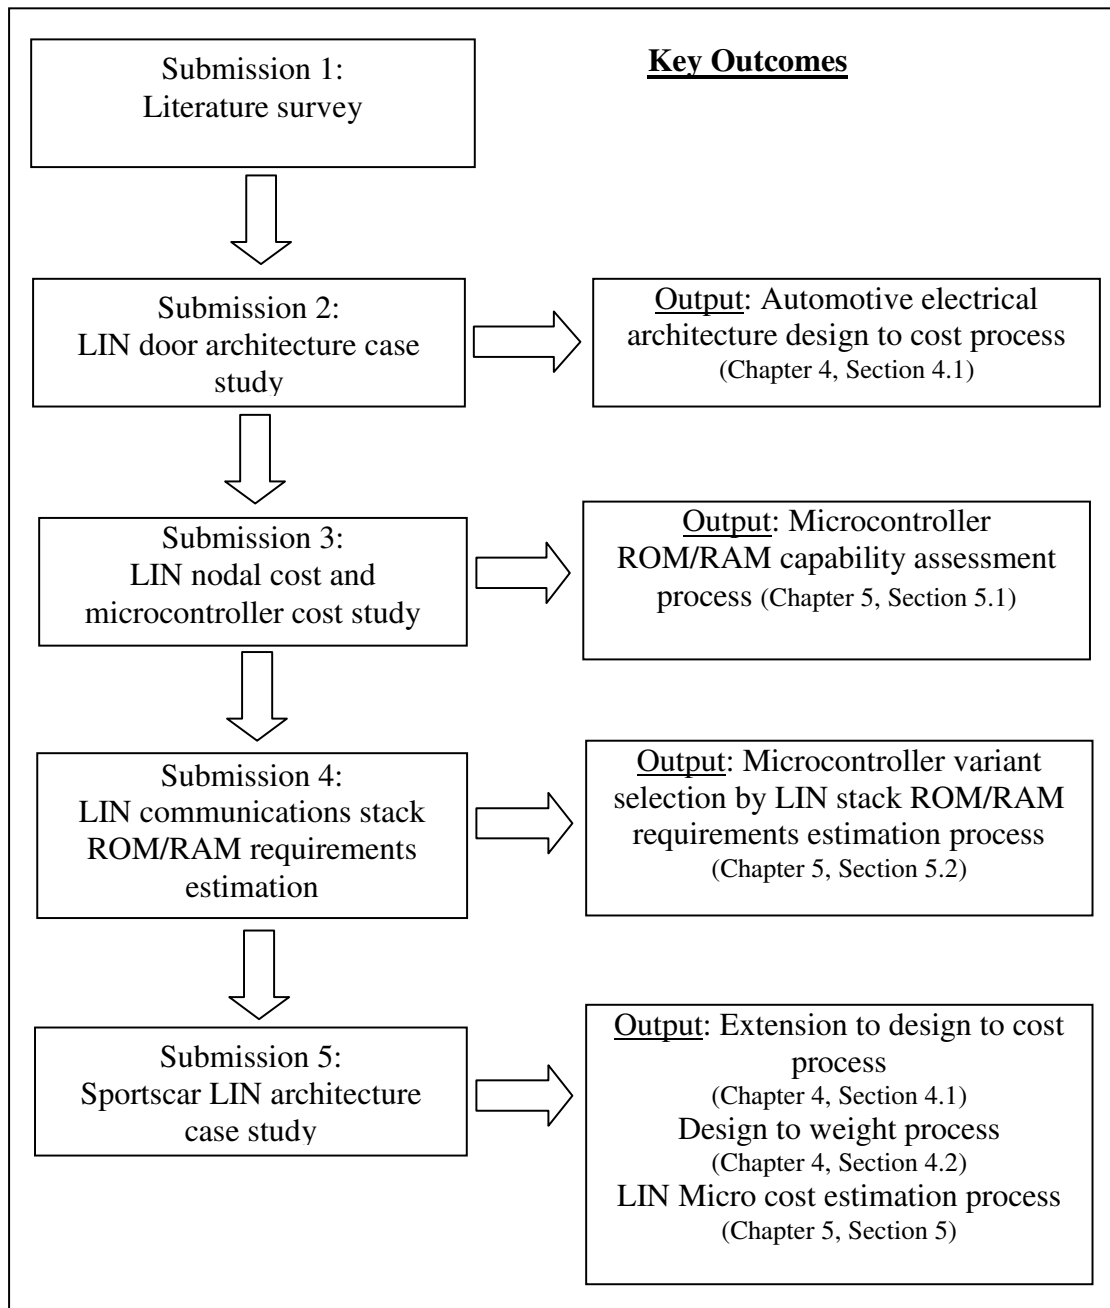 Key Outcomes
Submission 1:
Literature survey
Submission 2:
LIN door architecture case
study
Output: Automotive electrical
architecture design to cost
process
(Chapter 4, Section 4.1)
Submission 3:
LIN nodal cost and
microcontroller cost study
Output: Microcontroller
ROM/RAM capability assessment
process (Chapter 5, Section 5.1)
Submission 4:
LIN communications stack
ROM/RAM requirements
estimation
Output: Microcontroller variant
selection by LIN stack ROM/RAM
requirements estimation process
(Chapter 5, Section 5.2)
Submission 5:
Sportscar LIN architecture
case study
Output: Extension to design to cost
process
(Chapter 4, Section 4.1)
Design to weight process
(Chapter 4, Section 4.2)
LIN Micro cost estimation process
(Chapter 5, Section 5)